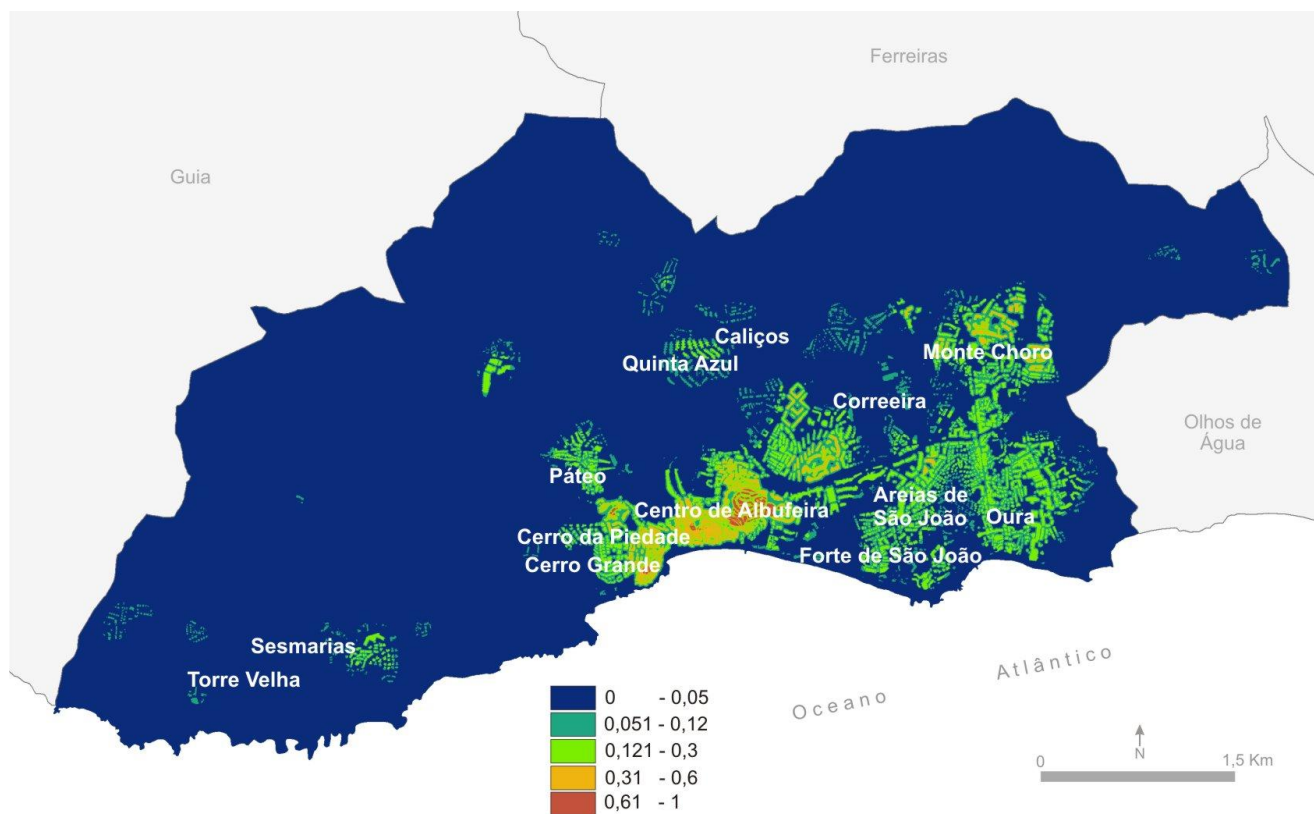 Ferreiras
Guia
Caliços
Quinta Azul
Monte Choro
Correeira
Olhos de
Água
Páteo
Areias de
São João
Centro de Albufeira
Oura
Cerro da Piedade
Forte de São João
Cerro Grande
Sesmarias
Torre Velha
Oceano Atlântico
0 - 0,05
0,051 - 0,12
0,121 - 0,3
0,31 - 0,6
0,61 - 1
N
0 1,5 Km